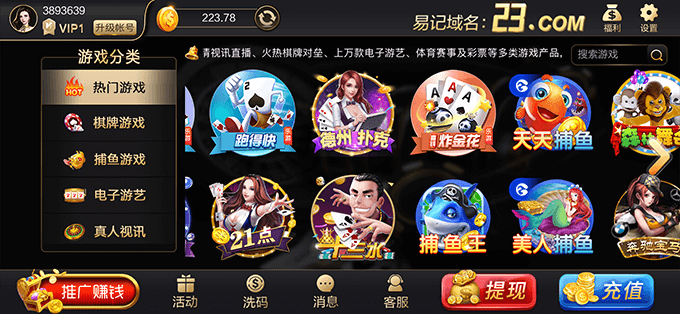 3893639
VIP1
升级帐号
223.78
易记域名：23.COM
福利
设置
游戏分类
青视讯直播、火热棋牌对垒、上万款电子游艺、体育赛事及彩票等多类游戏产品,
搜索游戏
HOT
热门游戏
棋牌游戏
捕鱼游戏
电子游艺
真人视讯
跑得快
德州 扑克
炸金花
天天捕鱼
森林舞会
21点
十三水
捕鱼王
美人捕鱼
奔驰宝马
推广赚钱
活动
洗码
消息
客服
提现
充值